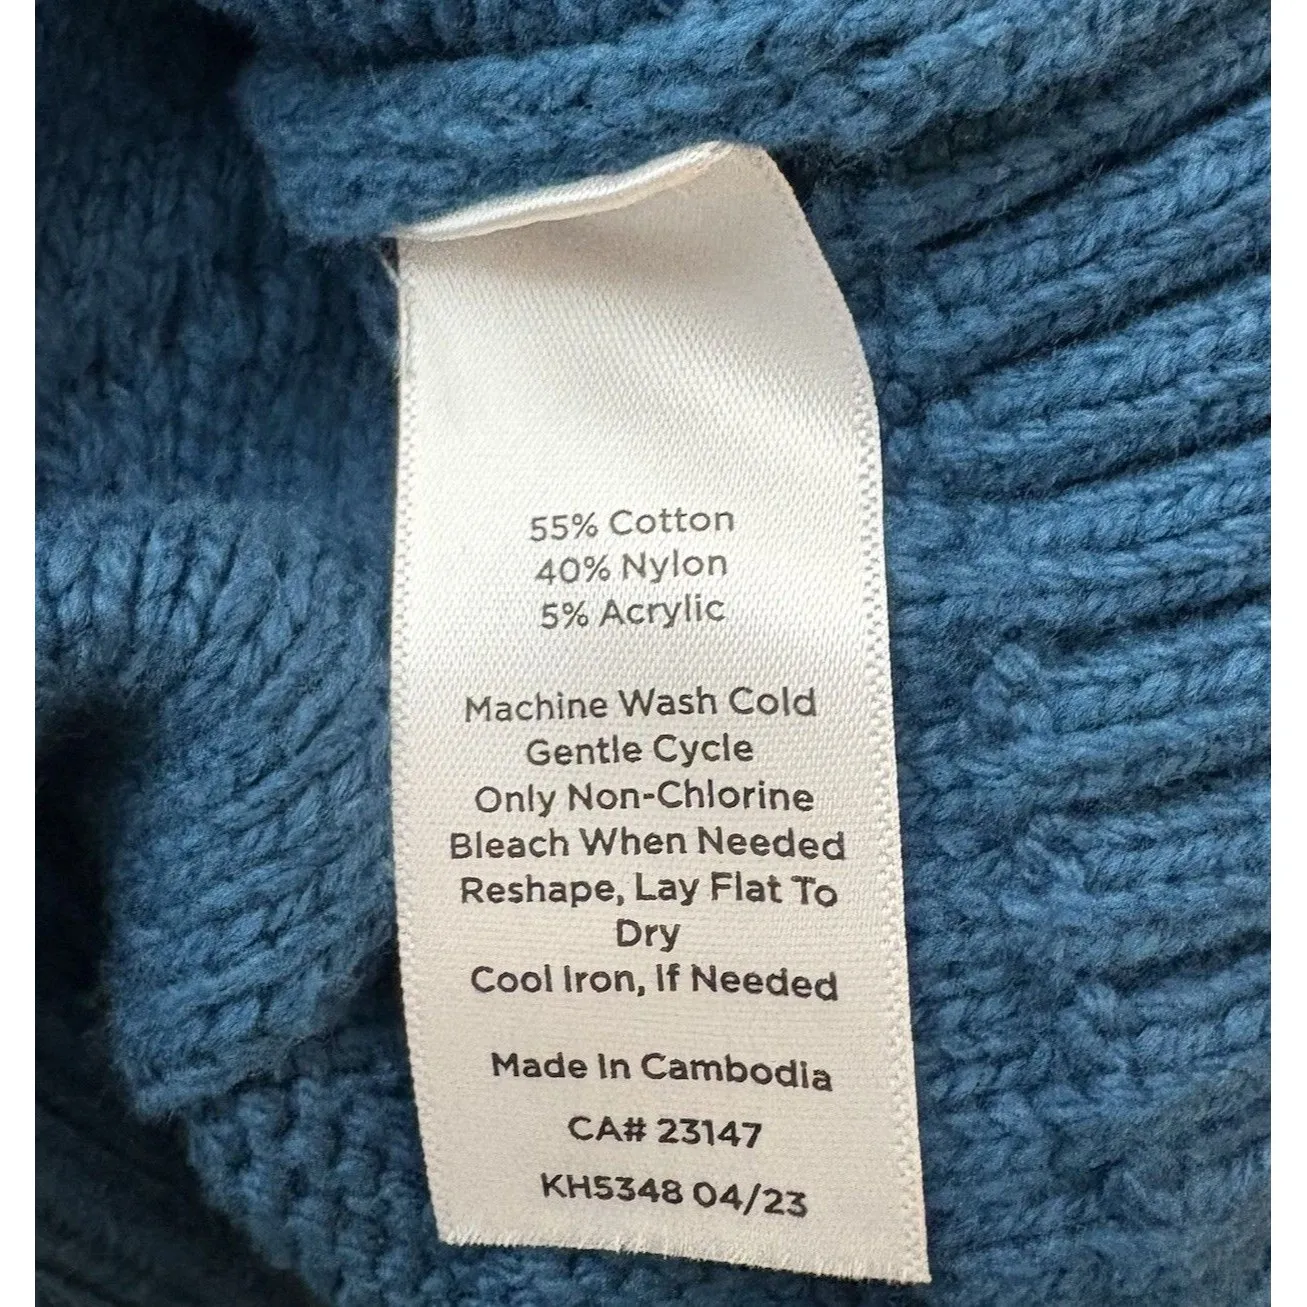 55% Cotton
40% Nylon
5% Acrylic
Machine Wash Cold
Gentle Cycle
Only Non-Chlorine
Bleach When Needed
Reshape, Lay Flat To
Dry
Cool Iron, If Needed
Made In Cambodia
CA# 23147
KH5348 04/23